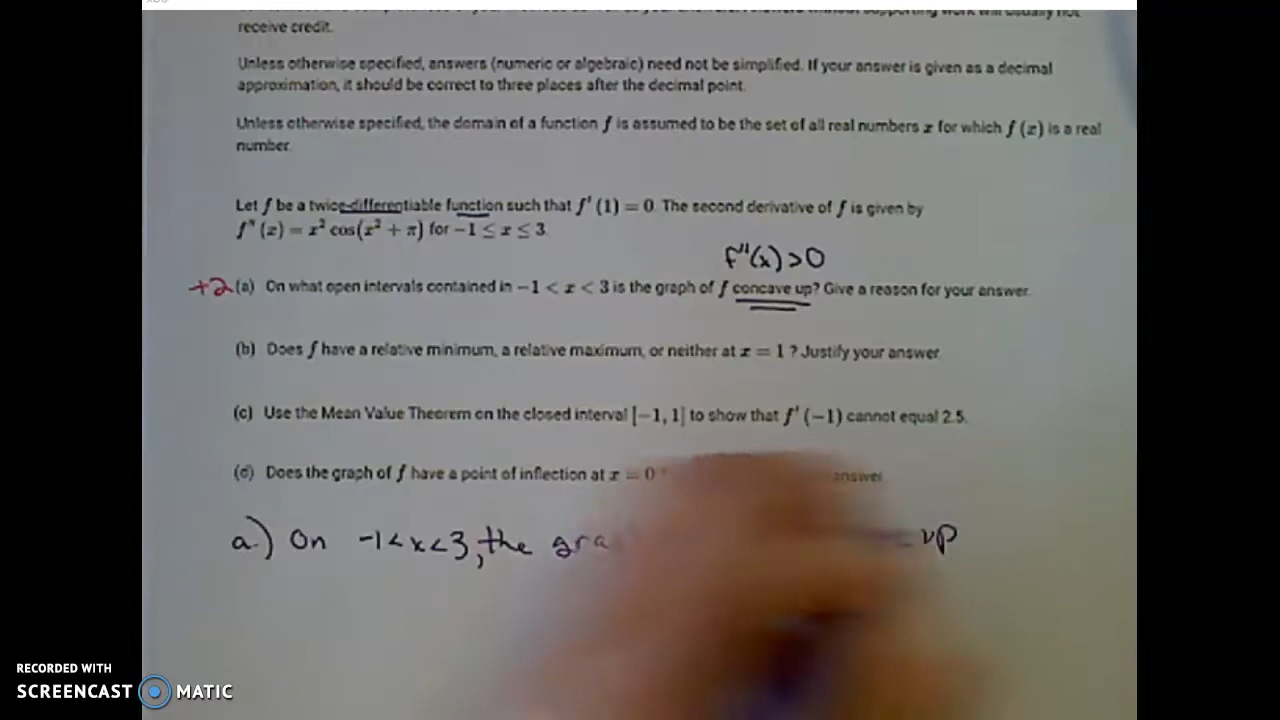 receive credit.
Unless otherwise specified, answers (numeric or algebraic) need not be simplified. If your answer is given as a decimal
approximation, it should be correct to three places after the decimal point.
Unless otherwise specified, the domain of a function f is assumed to be the set of all real numbers x for which f (x) is a real
number.
Let f be a twice-differentiable function such that f′ (1) = 0. The second derivative of f is given by
f″ (x) = x² cos(x² + π) for −1 ≤ x ≤ 3
f''(x) > 0
+2 (a) On what open intervals contained in −1 < x < 3 is the graph of f concave up? Give a reason for your answer.
(b) Does f have a relative minimum, a relative maximum, or neither at x = 1 ? Justify your answer
(c) Use the Mean Value Theorem on the closed interval [−1, 1] to show that f′ (−1) cannot equal 2.5.
(d) Does the graph of f have a point of inflection at x = 0 answer
a.) On -1 < x < 3, the up
RECORDED WITH
SCREENCAST MATIC